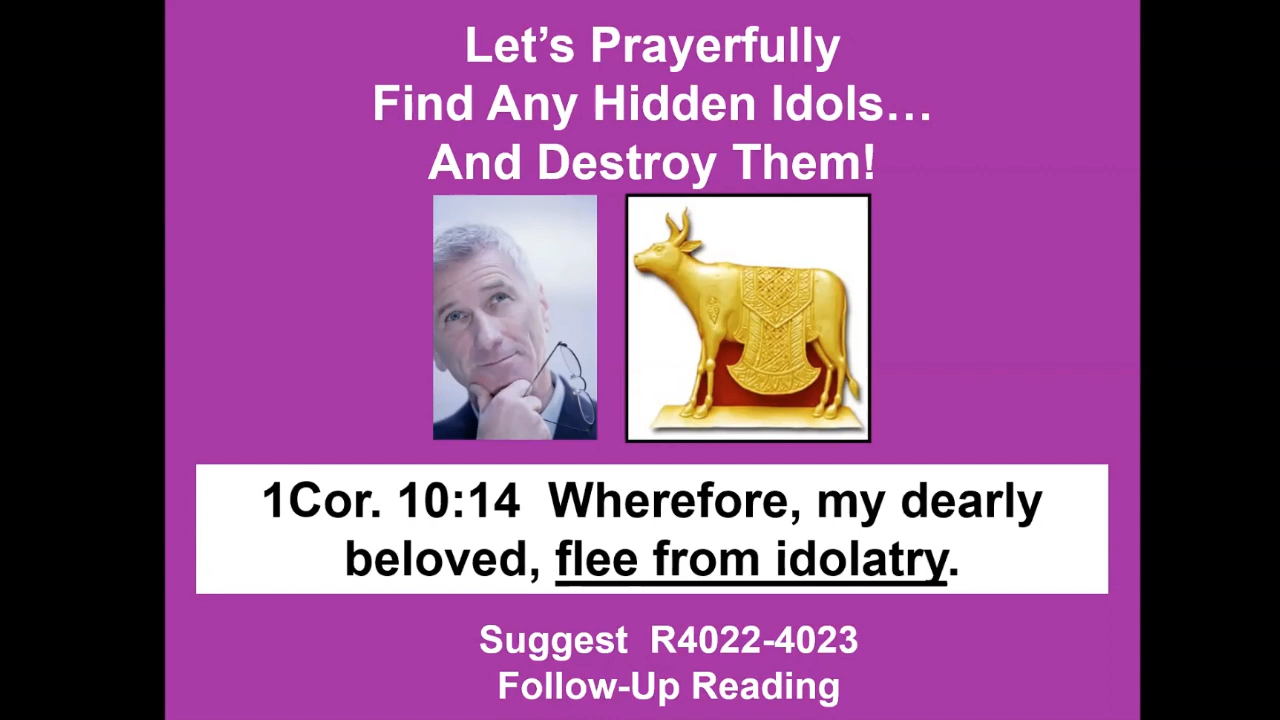 Let’s Prayerfully
Find Any Hidden Idols…
And Destroy Them!
1Cor. 10:14  Wherefore, my dearly
beloved, flee from idolatry.
Suggest  R4022-4023
Follow-Up Reading